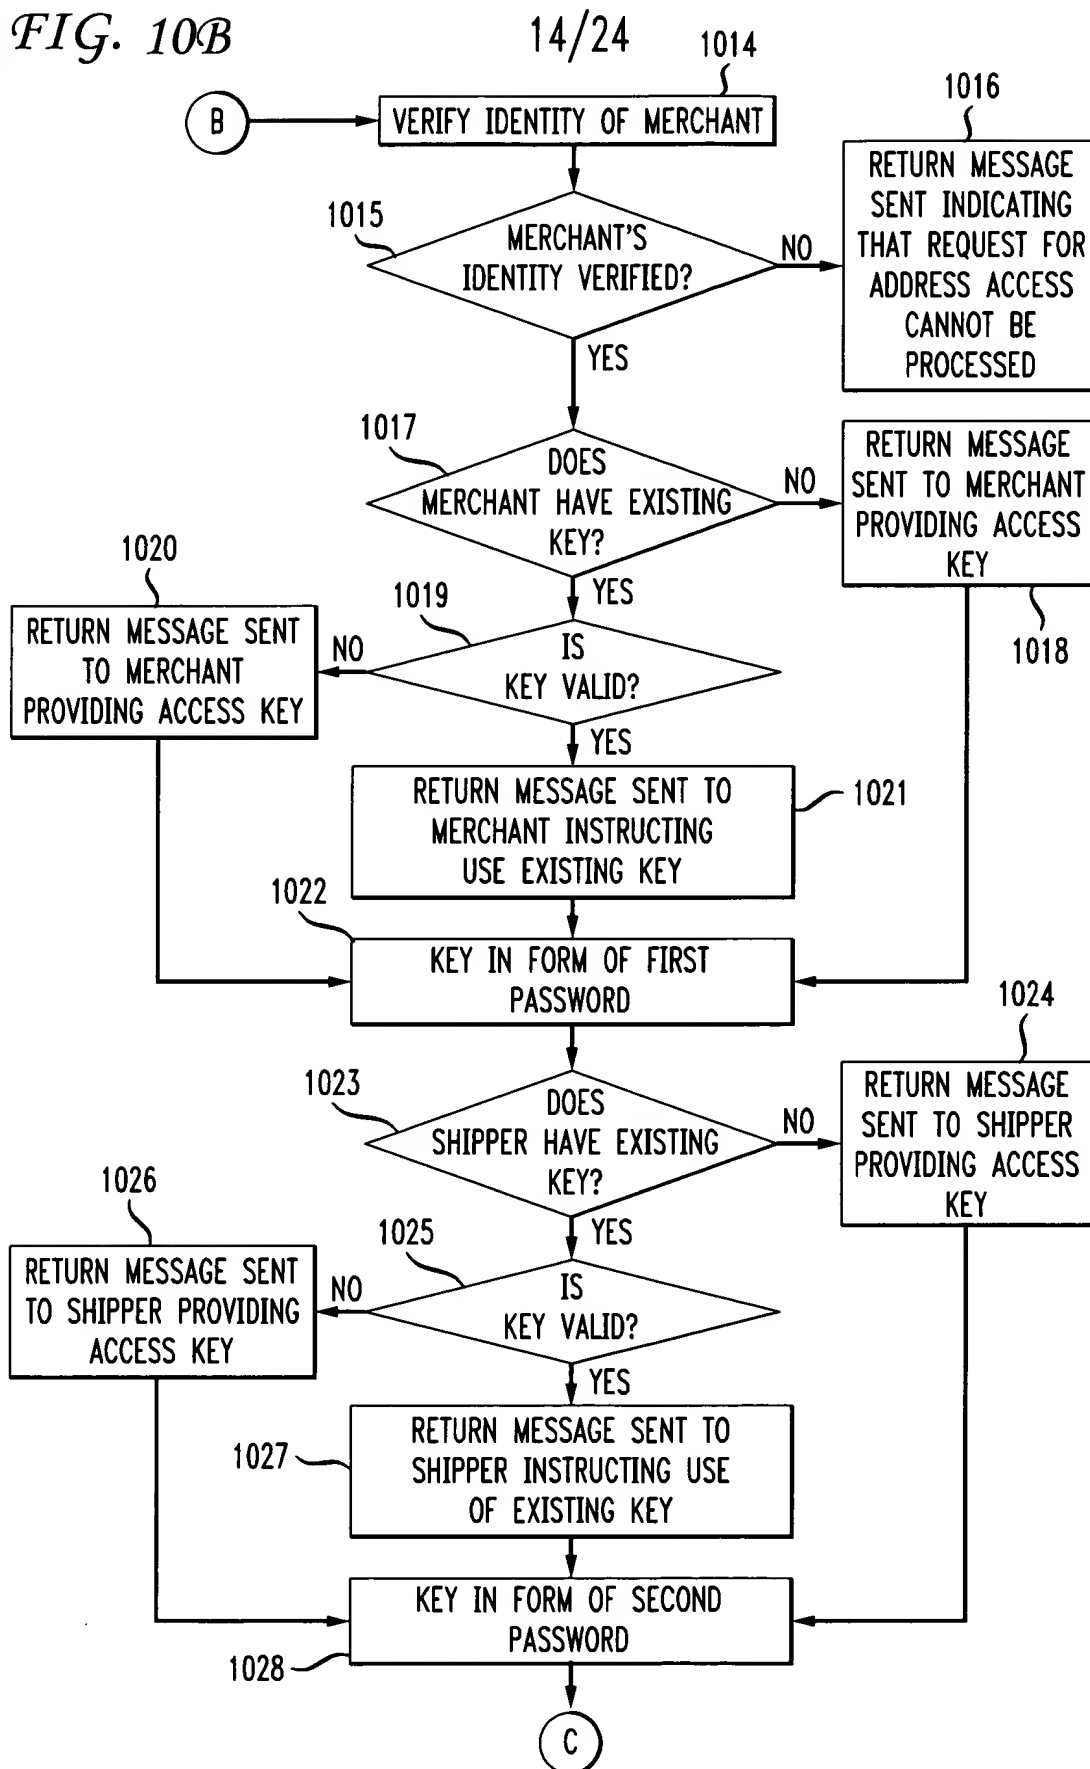 FIG. 10B
14/24
1014
B
VERIFY IDENTITY OF MERCHANT
1016
RETURN MESSAGE
SENT INDICATING
THAT REQUEST FOR
ADDRESS ACCESS
CANNOT BE
PROCESSED
1015
MERCHANT'S
IDENTITY VERIFIED?
NO
YES
1017
DOES
MERCHANT HAVE EXISTING
KEY?
NO
RETURN MESSAGE
SENT TO MERCHANT
PROVIDING ACCESS
KEY
1018
YES
1020
RETURN MESSAGE SENT
TO MERCHANT
PROVIDING ACCESS KEY
1019
NO
IS
KEY VALID?
YES
RETURN MESSAGE SENT TO
MERCHANT INSTRUCTING
USE EXISTING KEY
1021
1022
KEY IN FORM OF FIRST
PASSWORD
1024
1023
DOES
SHIPPER HAVE EXISTING
KEY?
NO
RETURN MESSAGE
SENT TO SHIPPER
PROVIDING ACCESS
KEY
YES
1026
RETURN MESSAGE SENT
TO SHIPPER PROVIDING
ACCESS KEY
1025
NO
IS
KEY VALID?
YES
1027
RETURN MESSAGE SENT TO
SHIPPER INSTRUCTING USE
OF EXISTING KEY
KEY IN FORM OF SECOND
PASSWORD
1028
C